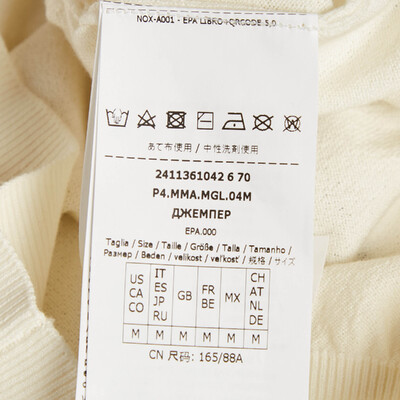 NOX-A001 - EPA LIBRO+QRCODE 5,0
あて布使用 / 中性洗剤使用
2411361042 6 70
P4.MMA.MGL.04M
ДЖЕМПЕР
EPA.000
Taglia / Size / Taille / Größe / Talla / Tamanho /
Размер / Beden / velikost / veľkosť / 规格 / サイズ
US CA CO IT ES JP RU GB FR BE MX CH AT NL DE
M M M M M M
CN 尺码: 165/88A